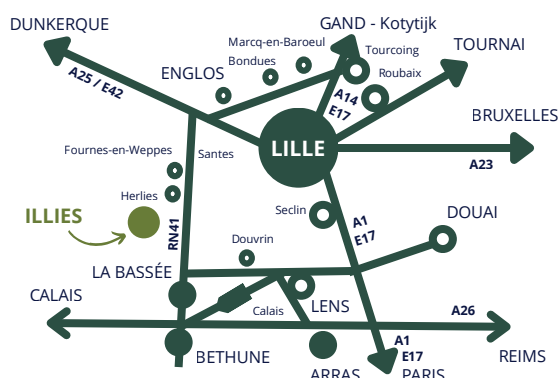 DUNKERQUE
GAND - Kotytijk
Marcq-en-Baroeul
Tourcoing
TOURNAI
Bondues
ENGLOS
Roubaix
A25 / E42
A14
E17
BRUXELLES
Fournes-en-Weppes
Santes
LILLE
A23
Herlies
ILLIES
Seclin
A1
E17
DOUAI
RN41
Douvrin
LA BASSÉE
CALAIS
Calais
LENS
A26
A1
E17
BETHUNE
REIMS
ARRAS
PARIS